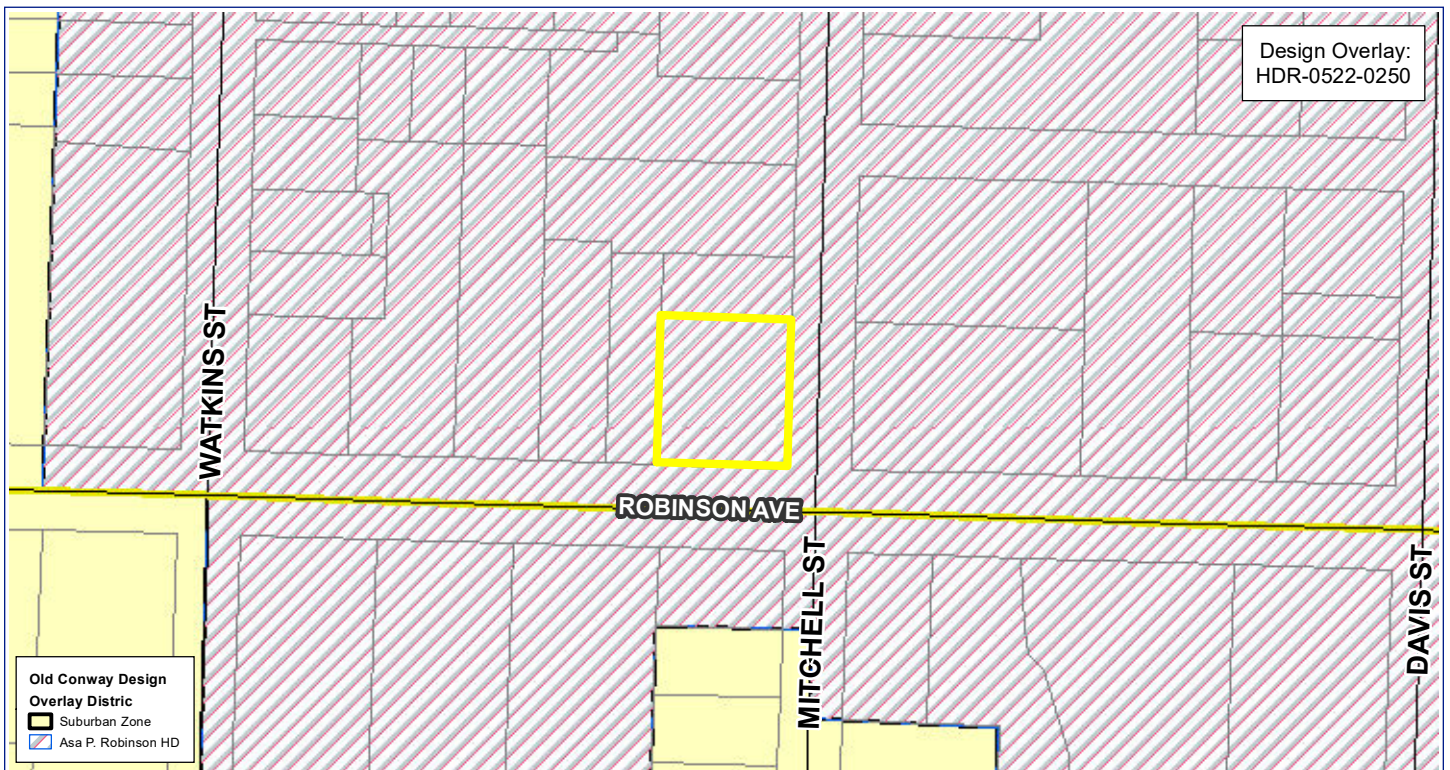 Design Overlay:
HDR-0522-0250
WATKINS ST
ROBINSON AVE
MITCHELL ST
DAVIS ST
Old Conway Design
Overlay Distric
Suburban Zone
Asa P. Robinson HD